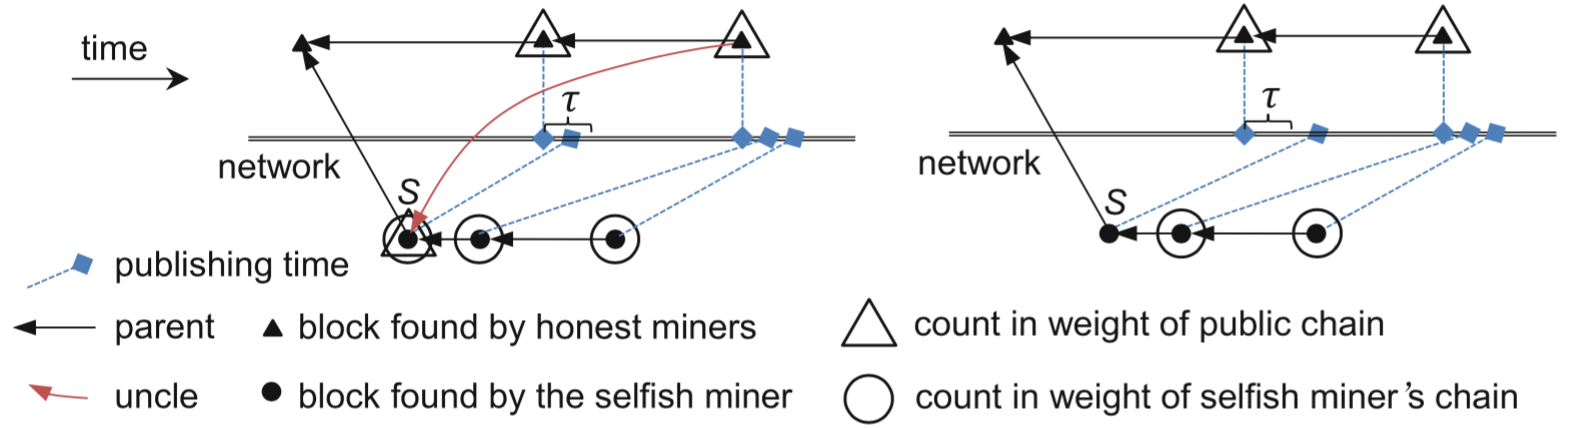 time
τ
network
S
τ
network
S
publishing time
parent
block found by honest miners
count in weight of public chain
uncle
block found by the selfish miner
count in weight of selfish miner's chain